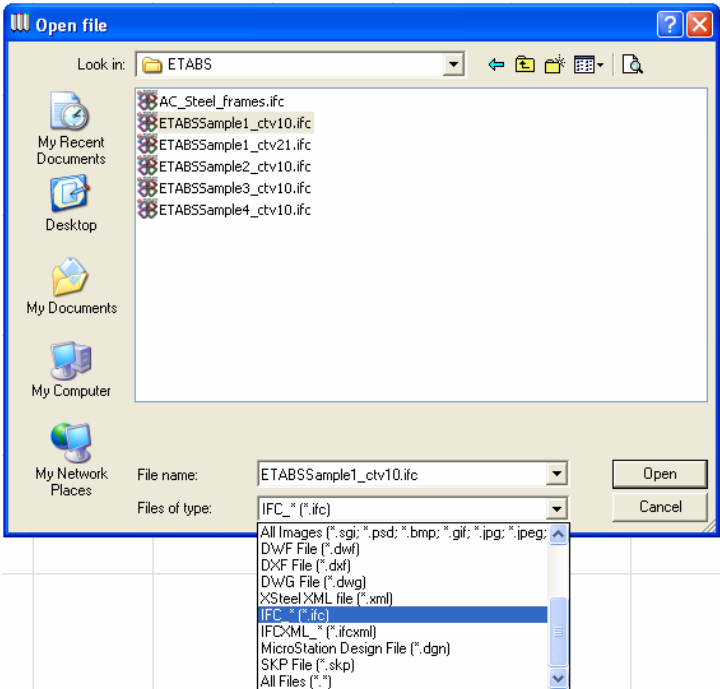 Open file
Look in: ETABS
AC_Steel_frames.ifc
ETABSSample1_ctv10.ifc
ETABSSample1_ctv21.ifc
ETABSSample2_ctv10.ifc
ETABSSample3_ctv10.ifc
ETABSSample4_ctv10.ifc
My Recent
Documents
Desktop
My Documents
My Computer
My Network
Places
File name: ETABSSample1_ctv10.ifc Open
Files of type: IFC_* (*.ifc) Cancel
All Images (*.sgi; *.psd; *.bmp; *.gif; *.jpg; *.jpeg;
DWF File (*.dwf)
DXF File (*.dxf)
DWG File (*.dwg)
XSteel XML file (*.xml)
IFC_* (*.ifc)
IFCXML_* (*.ifcxml)
MicroStation Design File (*.dgn)
SKP File (*.skp)
All Files (*.*)